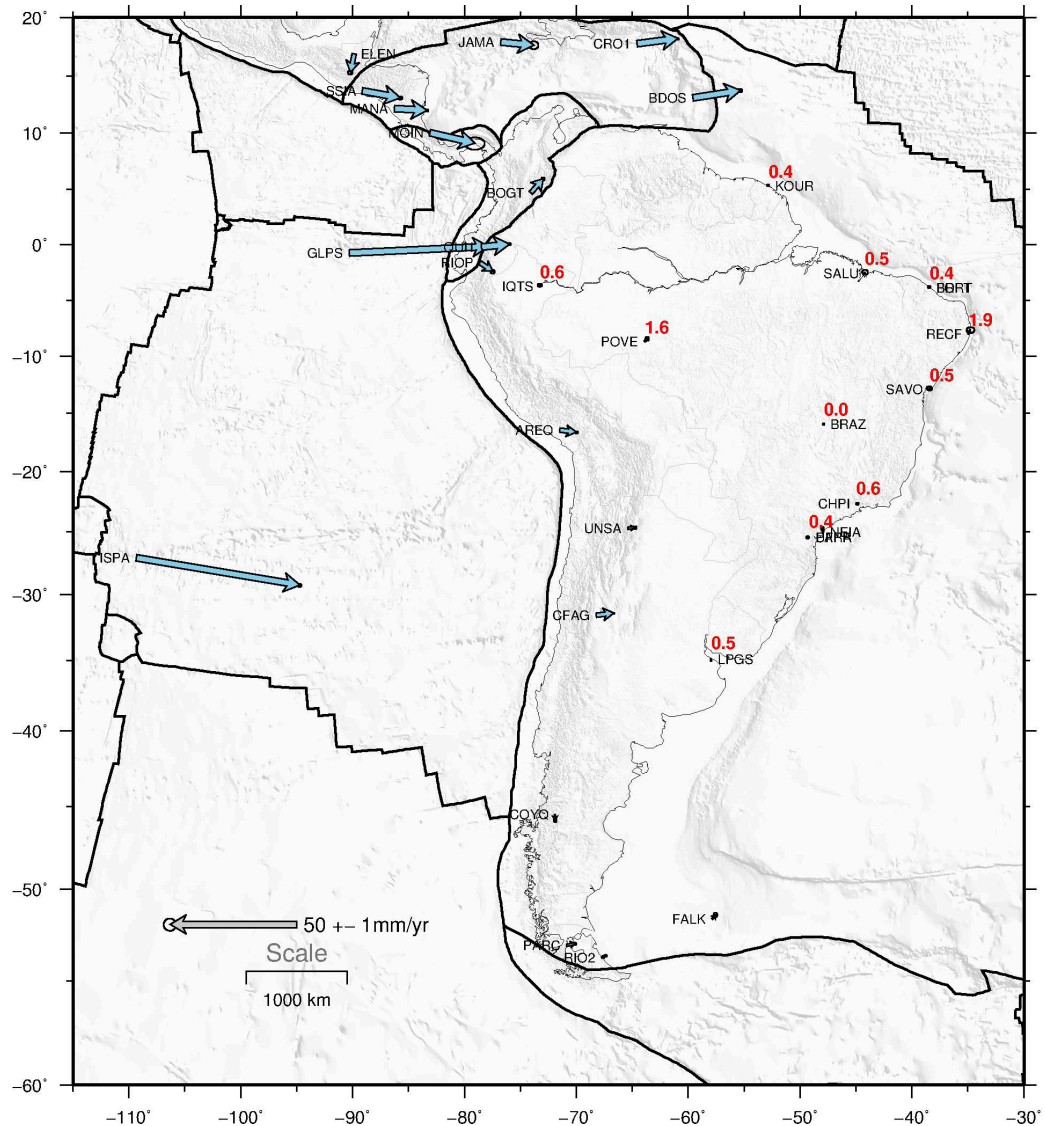 20˚
10˚
0˚
−10˚
−20˚
−30˚
−40˚
−50˚
−60˚
−110˚
−100˚
−90˚
−80˚
−70˚
−60˚
−50˚
−40˚
−30˚
ELEN
JAMA
CRO1
SSIA
MANA
BDOS
MOIN
0.4
KOUR
BOGT
GLPS
RIOP
0.6
IQTS
0.5
SALU
0.4
1.9
RECF
1.6
POVE
0.5
SAVO
0.0
BRAZ
AREQ
0.6
CHPI
0.4
NEIA
UNSA
ISPA
CFAG
0.5
LPGS
COYQ
FALK
PARC
RIO2
50 +− 1mm/yr
Scale
1000 km